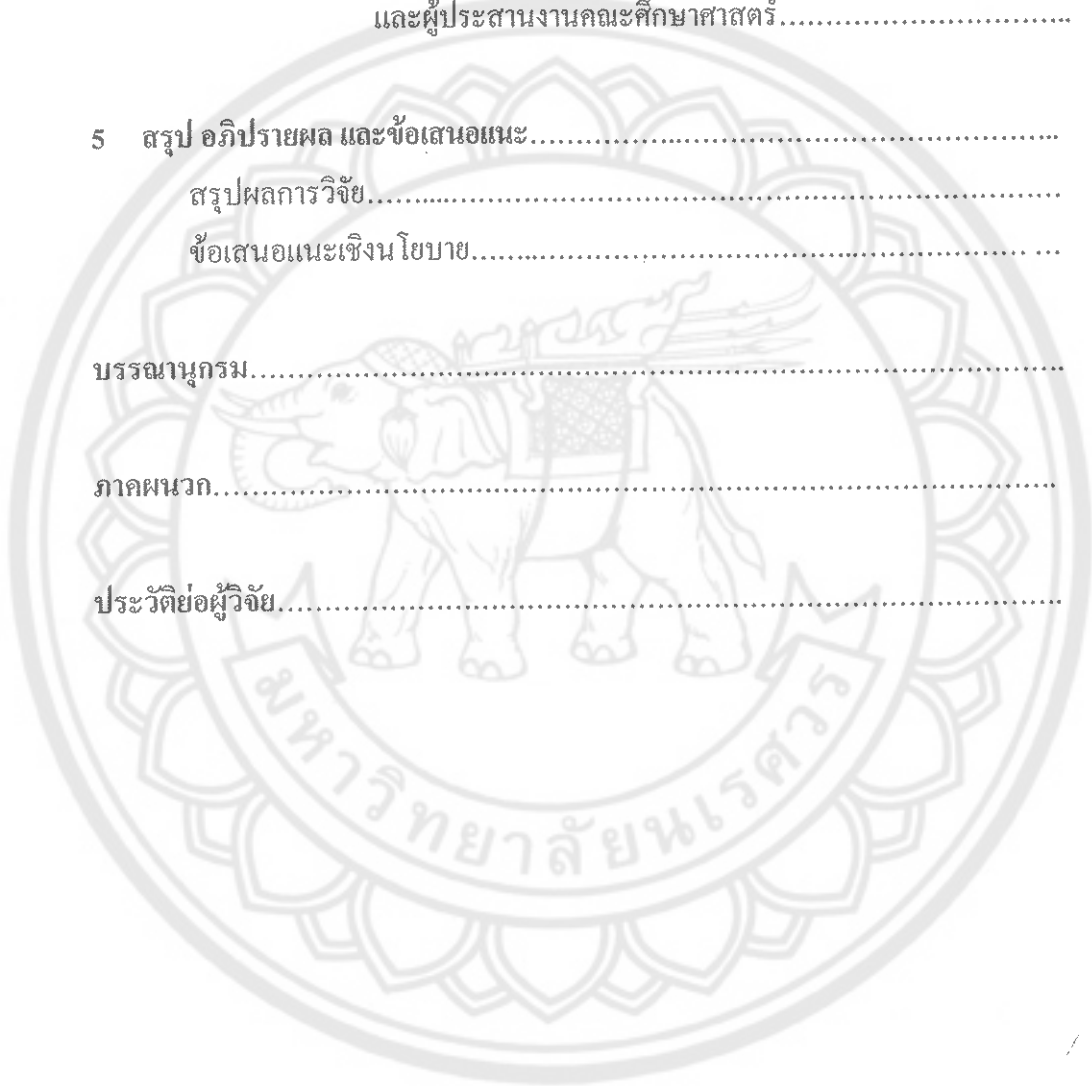 และผู้ประสานงานคณะศึกษาศาสตร์................................
5 สรุป อภิปรายผล และข้อเสนอแนะ................................................................
สรุปผลการวิจัย................................................................................
ข้อเสนอแนะเชิงนโยบาย................................................................
บรรณานุกรม................................................................................
ภาคผนวก................................................................................
ประวัติย่อผู้วิจัย................................................................................
มหาวิทยาลัยนเรศวร